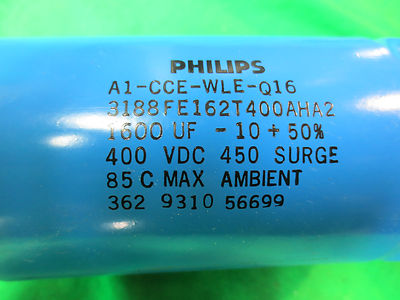 PHILIPS
A1-CCE-WLE-Q16
3188FE162T400AHA2
1600 UF -10+50%
400 VDC 450 SURGE
85C MAX AMBIENT
362 9310 56699